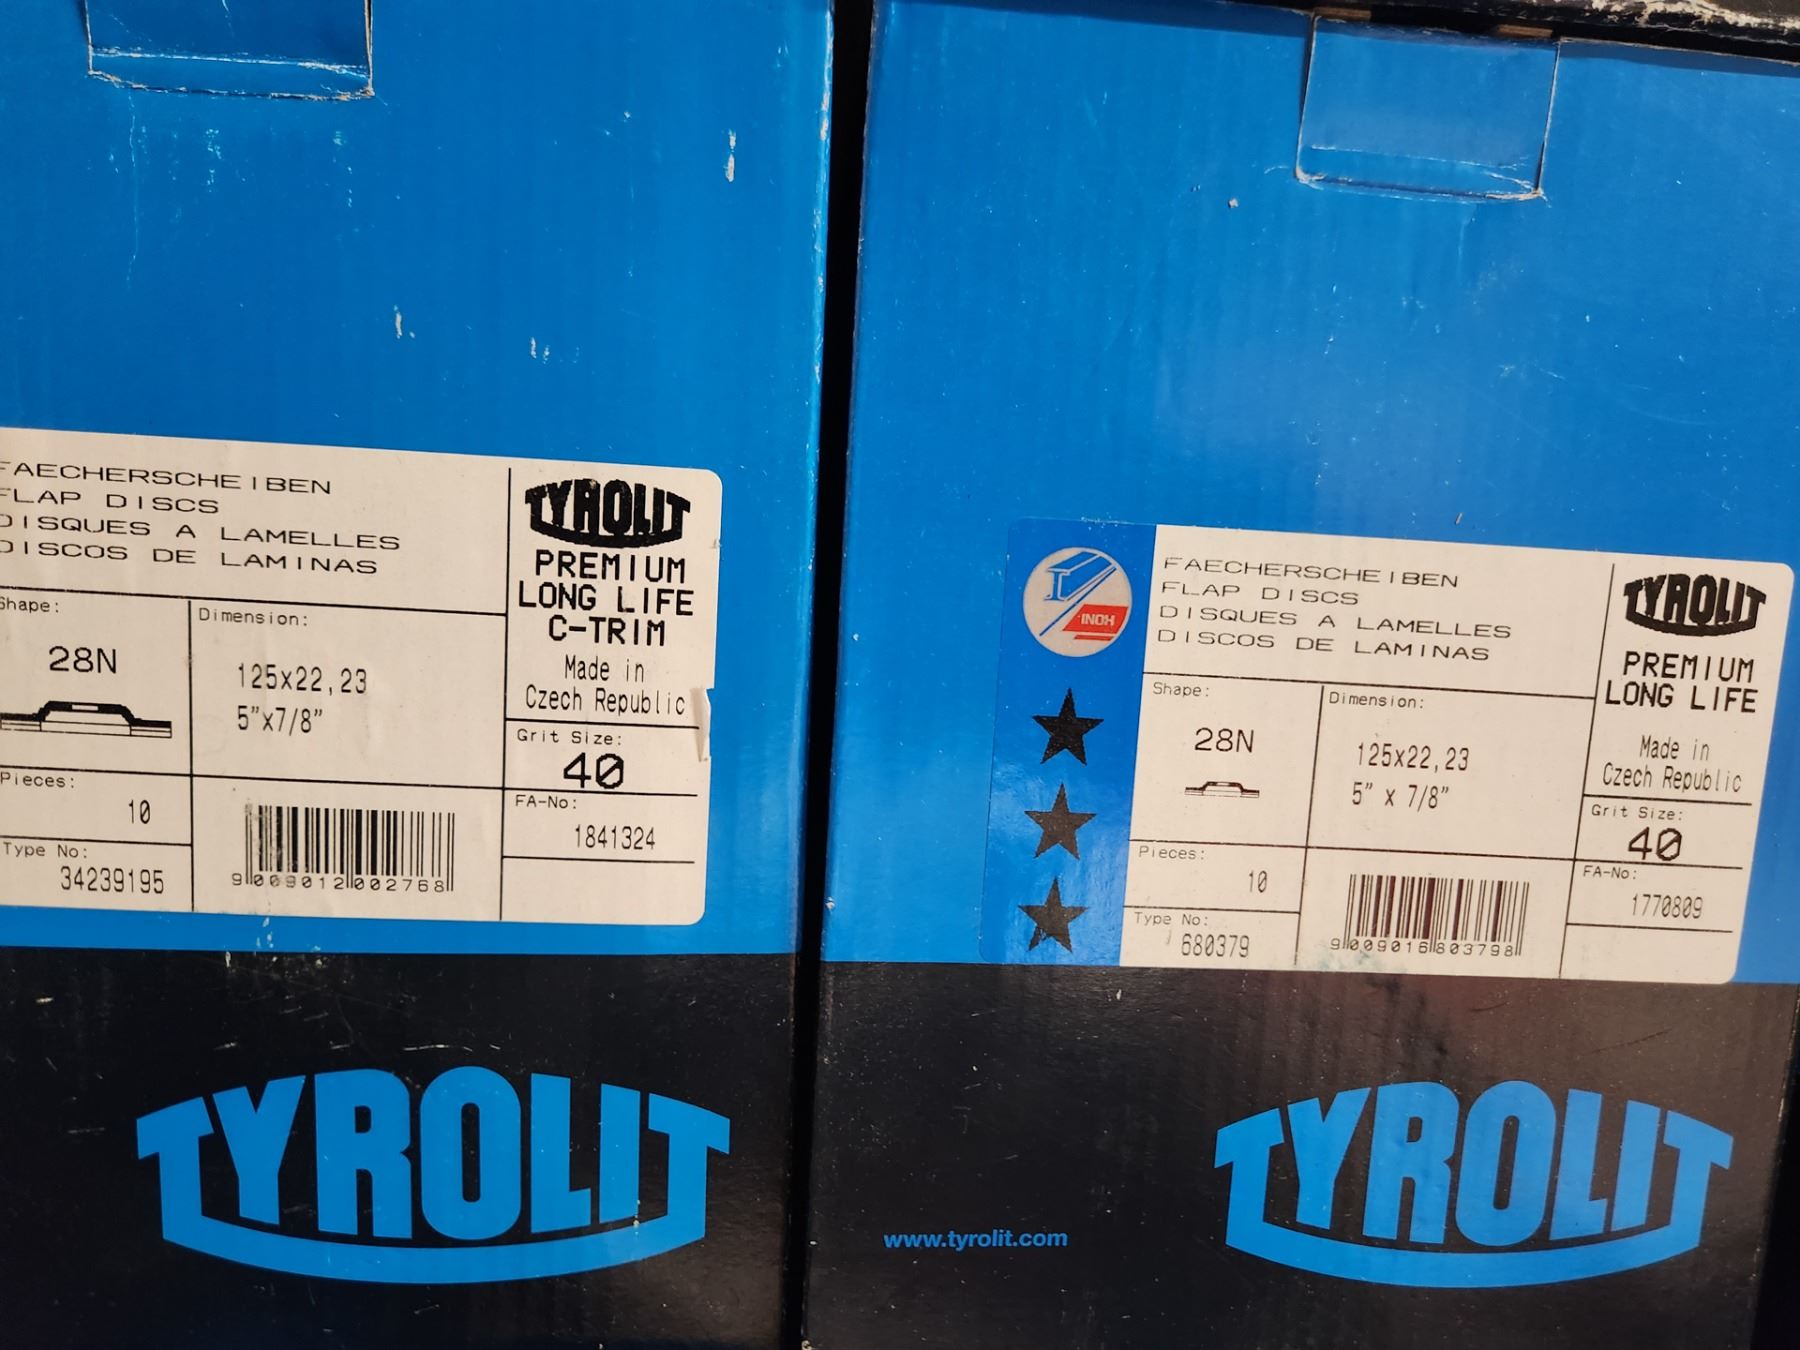 FAECHERSCHEIBEN
FLAP DISCS
DISQUES A LAMELLES
DISCOS DE LAMINAS
TYROLIT
PREMIUM
LONG LIFE
C-TRIM
Made in
Czech Republic
Shape:
28N
Dimension:
125x22,23
5"x7/8"
Grit Size:
40
Pieces:
10
FA-No:
1841324
Type No:
34239195
9009012002768
TYROLIT
INOX
FAECHERSCHEIBEN
FLAP DISCS
DISQUES A LAMELLES
DISCOS DE LAMINAS
TYROLIT
PREMIUM
LONG LIFE
Made in
Czech Republic
Shape:
28N
Dimension:
125x22,23
5" x 7/8"
Grit Size:
40
Pieces:
10
FA-No:
1770809
Type No:
680379
9009016803798
www.tyrolit.com
TYROLIT